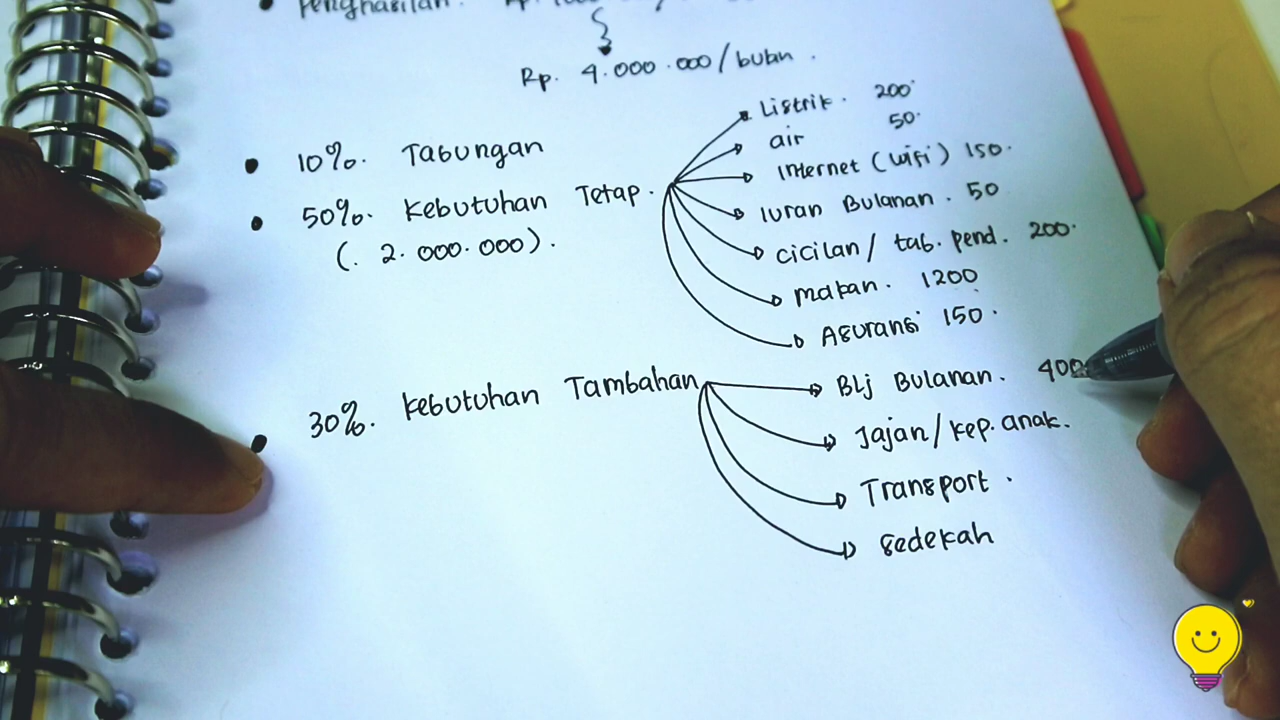 Penghasilan : Rp.
Rp. 4.000.000/bulan.
10%. Tabungan
50%. Kebutuhan Tetap.
(. 2.000.000).
Listrik. 200
air 50
Internet (wifi) 150.
Iuran Bulanan. 50
cicilan/ tab. pend. 200.
makan. 1200
Asuransi 150.
30%. Kebutuhan Tambahan
Blj Bulanan. 400
Jajan/kep. anak.
Transport.
Sedekah